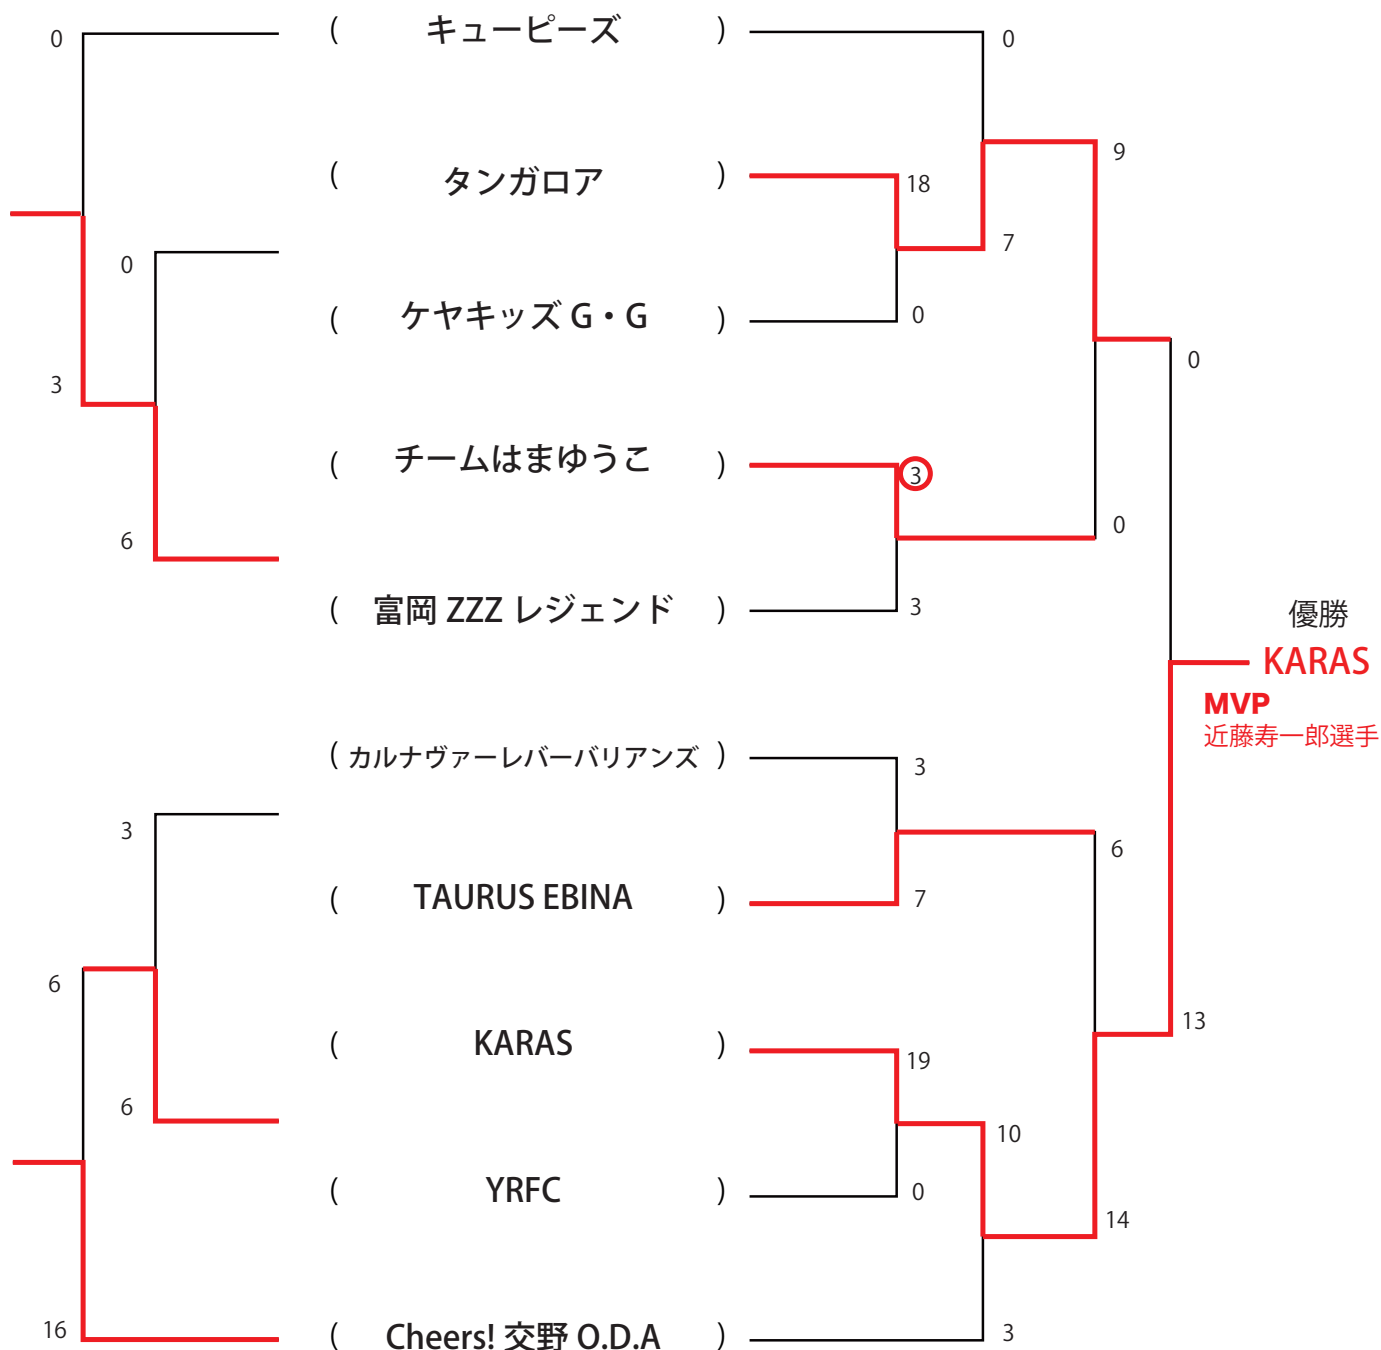 0 ( キューピーズ ) 0
9
( タンガロア ) 18
7
0
( ケヤキッズ G・G ) 0
0
3
( チームはまゆうこ ) 3
0
6
( 富岡 ZZZ レジェンド ) 3
優勝
KARAS
MVP
近藤寿一郎選手
( カルナヴァーレバーバリアンズ ) 3
3
6
( TAURUS EBINA ) 7
6
13
( KARAS ) 19
6
10
( YRFC ) 0
14
16 ( Cheers! 交野 O.D.A ) 3